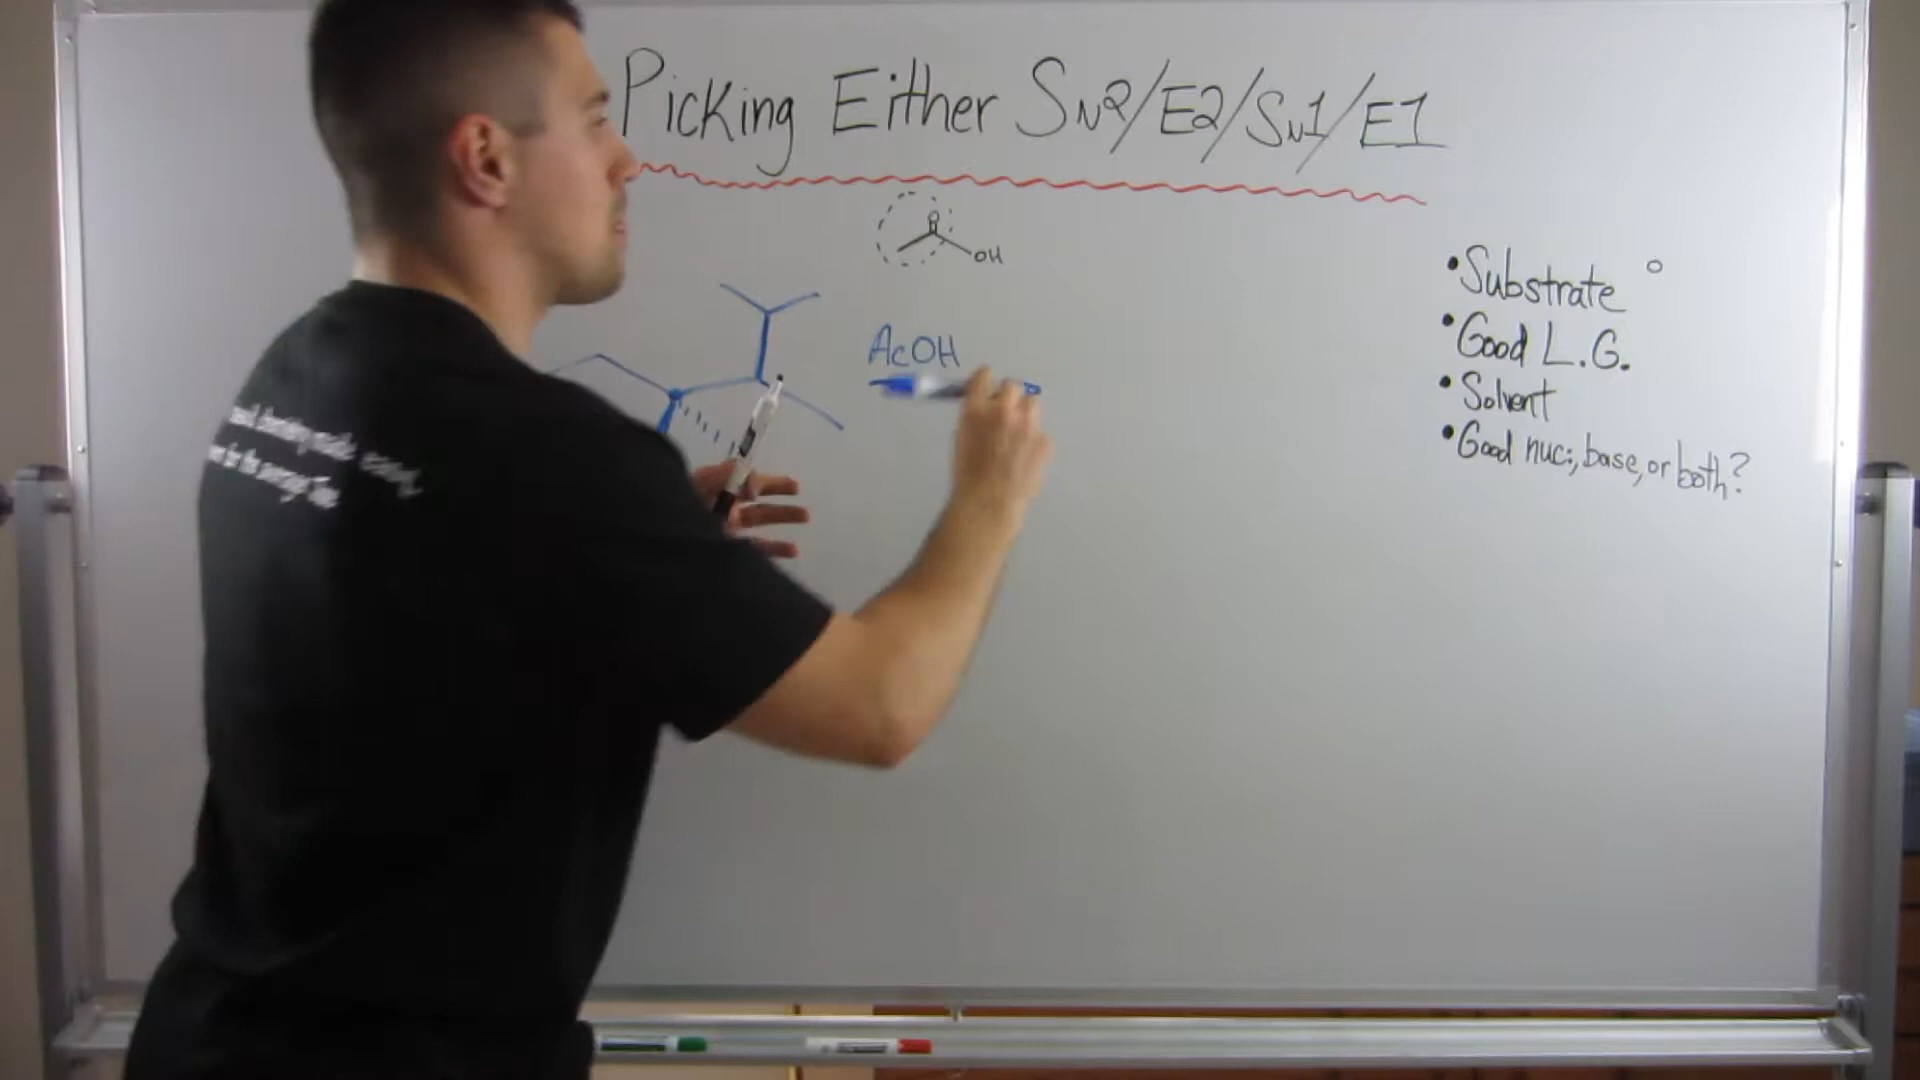 Picking Either SN2/E2/SN1/E1
O
OH
AcOH
•Substrate °
•Good L.G.
•Solvent
•Good nuc:, base, or both?